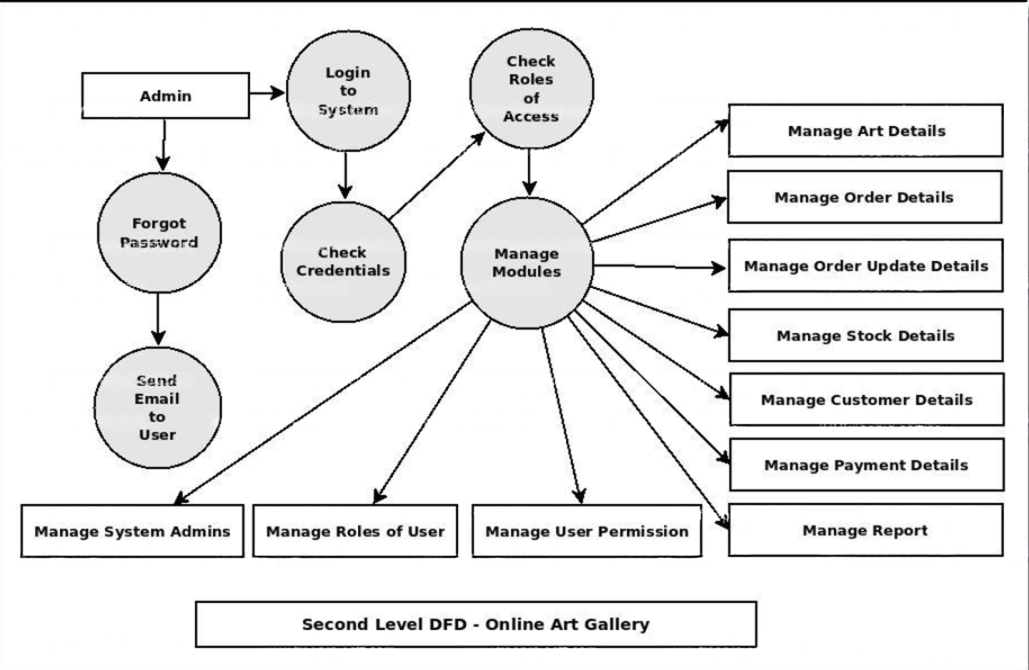 Admin
Login
to
System
Check
Roles
of
Access
Manage Art Details
Manage Order Details
Forgot
Password
Check
Credentials
Manage
Modules
Manage Order Update Details
Manage Stock Details
Send
Email
to
User
Manage Customer Details
Manage Payment Details
Manage System Admins
Manage Roles of User
Manage User Permission
Manage Report
Second Level DFD - Online Art Gallery